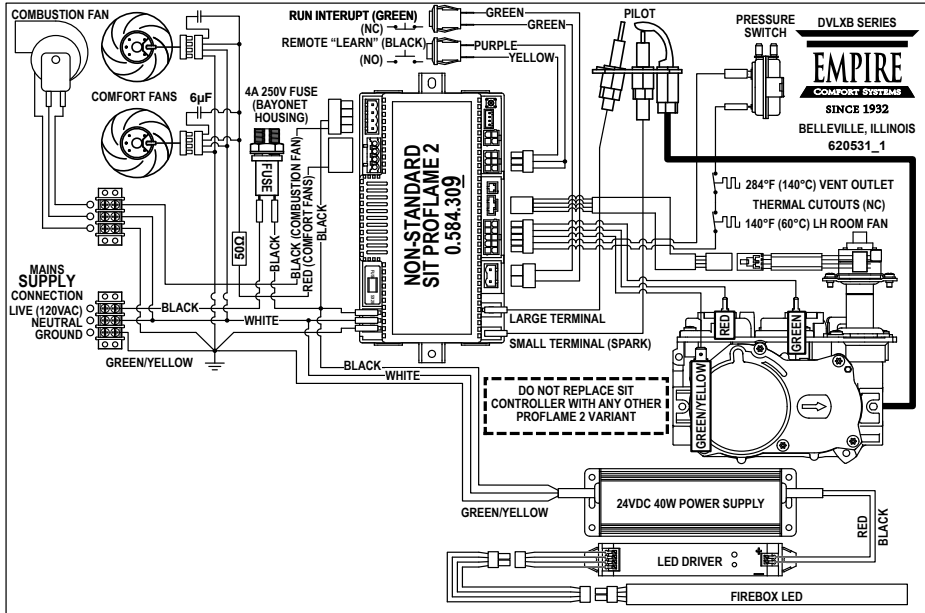 COMBUSTION FAN
COMFORT FANS
6µF
4A 250V FUSE
(BAYONET
HOUSING)
FUSE
50Ω
BLACK
BLACK (COMBUSTION FAN)
RED (COMFORT FANS)
BLACK
RUN INTERUPT (GREEN)
(NC)
REMOTE “LEARN” (BLACK)
(NO)
GREEN
GREEN
PURPLE
YELLOW
PILOT
PRESSURE
SWITCH
DVLXB SERIES
EMPIRE
COMFORT SYSTEMS
SINCE 1932
BELLEVILLE, ILLINOIS
620531_1
284°F (140°C) VENT OUTLET
THERMAL CUTOUTS (NC)
140°F (60°C) LH ROOM FAN
NON-STANDARD
SIT PROFLAME 2
0.584.309
MAINS
SUPPLY
CONNECTION
LIVE (120VAC)
NEUTRAL
GROUND
BLACK
WHITE
GREEN/YELLOW
LARGE TERMINAL
SMALL TERMINAL (SPARK)
RED
GREEN
GREEN/YELLOW
BLACK
WHITE
DO NOT REPLACE SIT
CONTROLLER WITH ANY OTHER
PROFLAME 2 VARIANT
GREEN/YELLOW
24VDC 40W POWER SUPPLY
RED
BLACK
LED DRIVER
+
–
FIREBOX LED